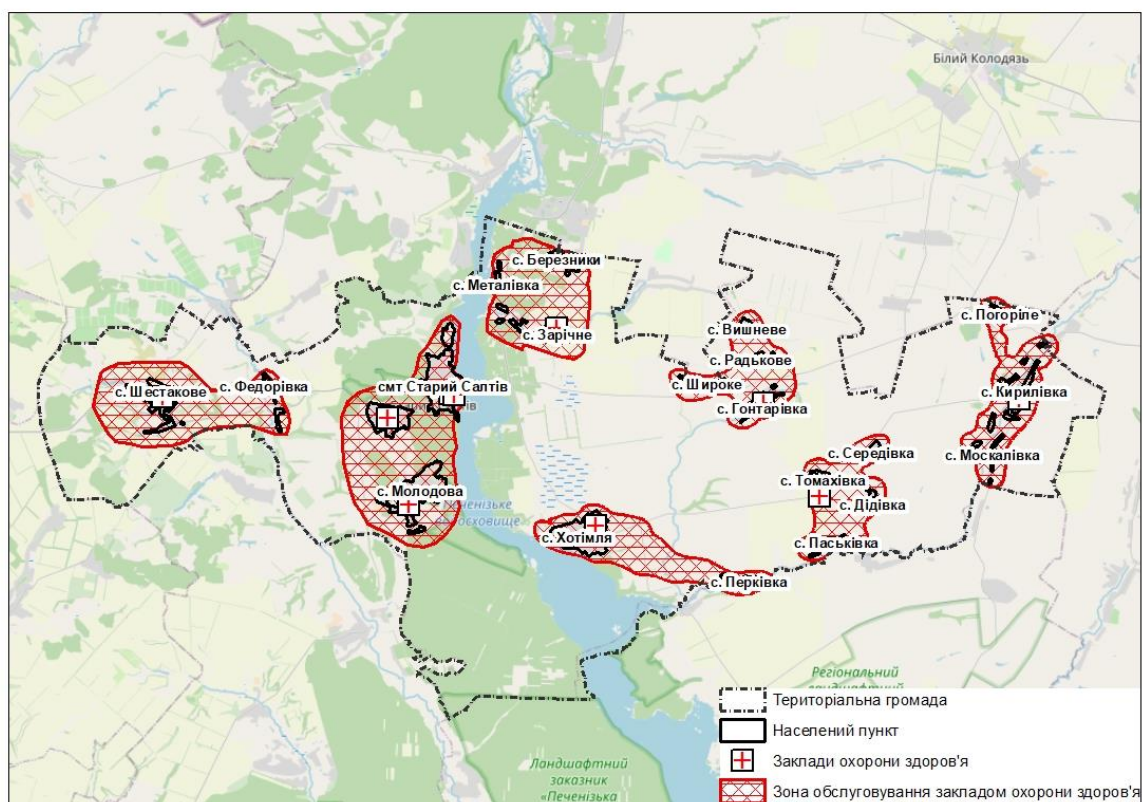 Білий Колодязь
с. Березники
с. Металівка
с. Зарічне
с. Погоріле
с. Вишневе
с. Радькове
с. Широке
с. Гонтарівка
с. Федорівка
с. Шестакове
смт Старий Салтів
с. Кирилівка
с. Середівка
с. Москалівка
с. Томахівка
с. Дідівка
с. Молодова
с. Хотімля
с. Паськівка
с. Перківка
Регіональний
Ландшафтний
заказник
«Печенізька
Територіальна громада
Населений пункт
Заклади охорони здоров'я
Зона обслуговування закладом охорони здоров'я